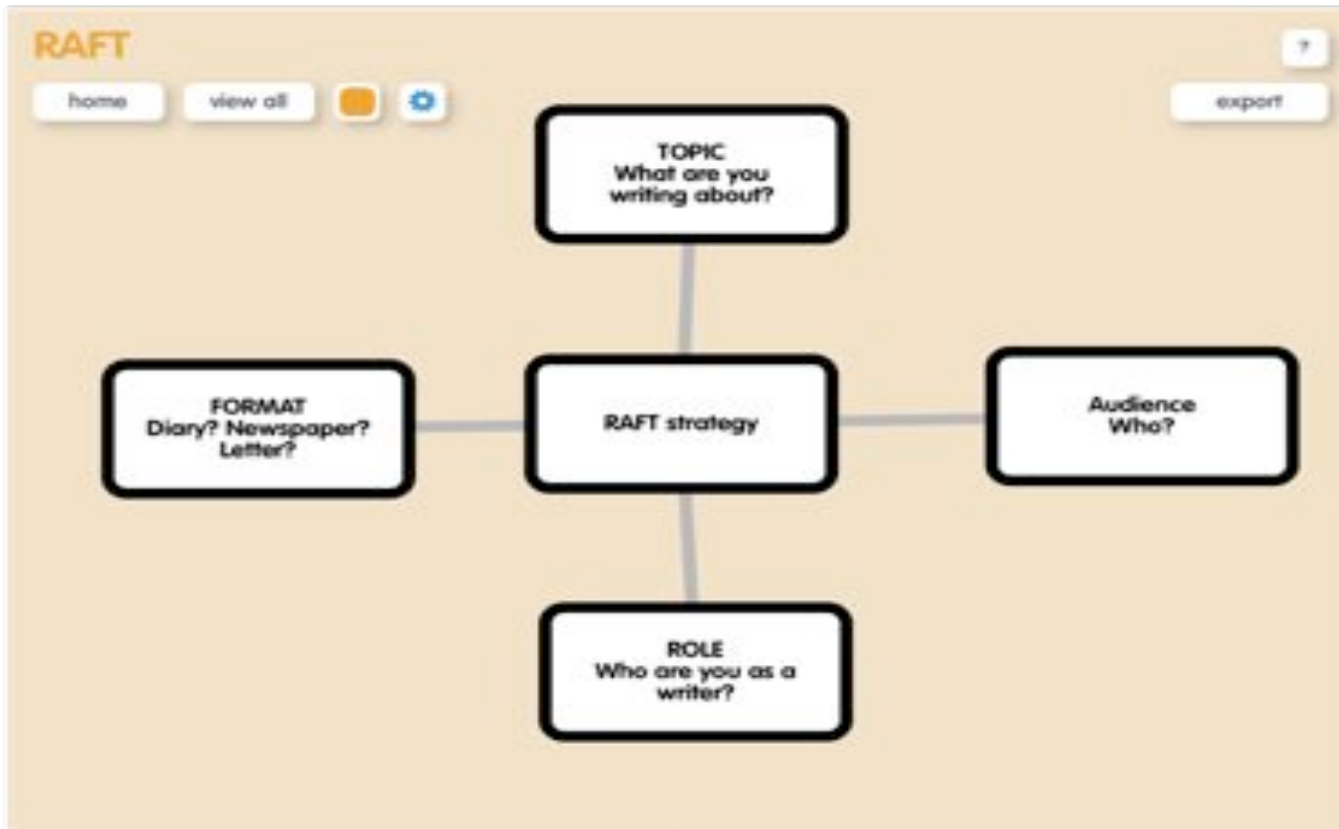 RAFT
?
home
view all
export
TOPIC
What are you
writing about?
FORMAT
Diary? Newspaper?
Letter?
RAFT strategy
Audience
Who?
ROLE
Who are you as a
writer?